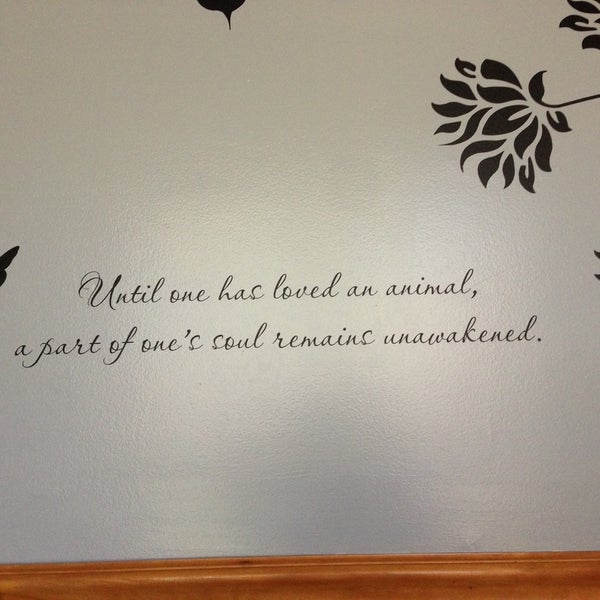 Until one has loved an animal,
a part of one's soul remains unawakened.